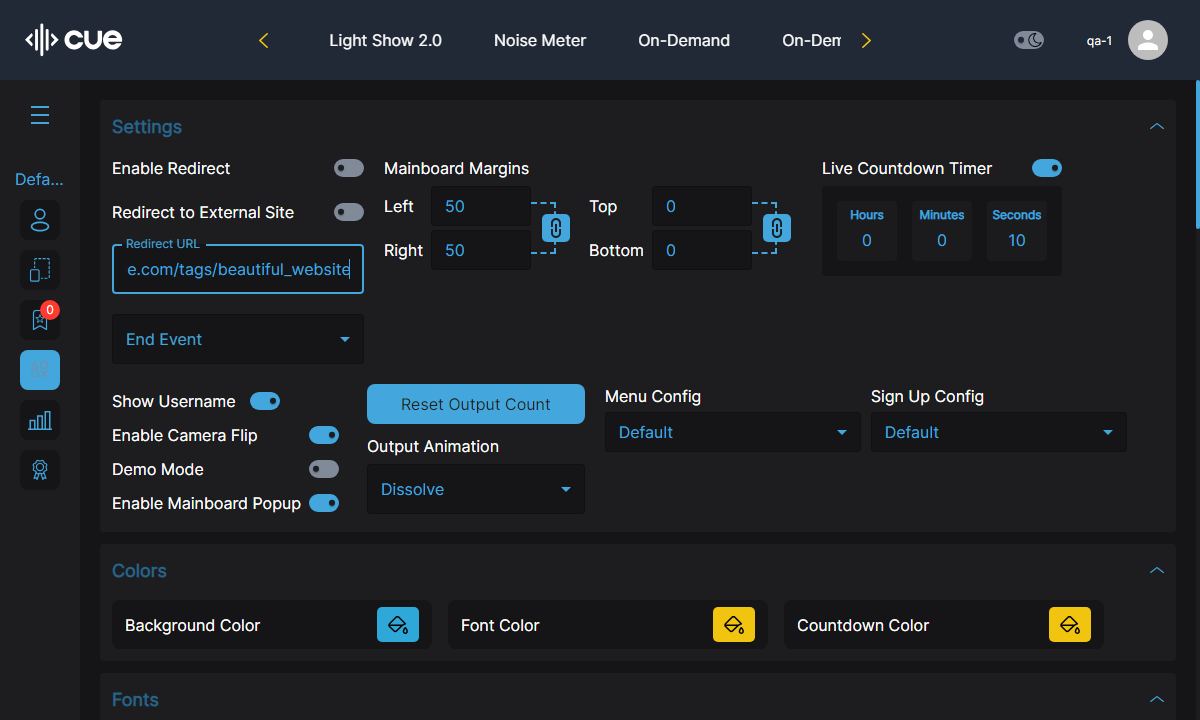 cue
Light Show 2.0
Noise Meter
On-Demand
On-Dem
qa-1
Defa...
0
Settings
Enable Redirect
Redirect to External Site
Redirect URL
e.com/tags/beautiful_website
End Event
Mainboard Margins
Left 50
Right 50
Top 0
Bottom 0
Live Countdown Timer
Hours Minutes Seconds
0 0 10
Show Username
Enable Camera Flip
Demo Mode
Enable Mainboard Popup
Reset Output Count
Output Animation
Dissolve
Menu Config
Default
Sign Up Config
Default
Colors
Background Color
Font Color
Countdown Color
Fonts